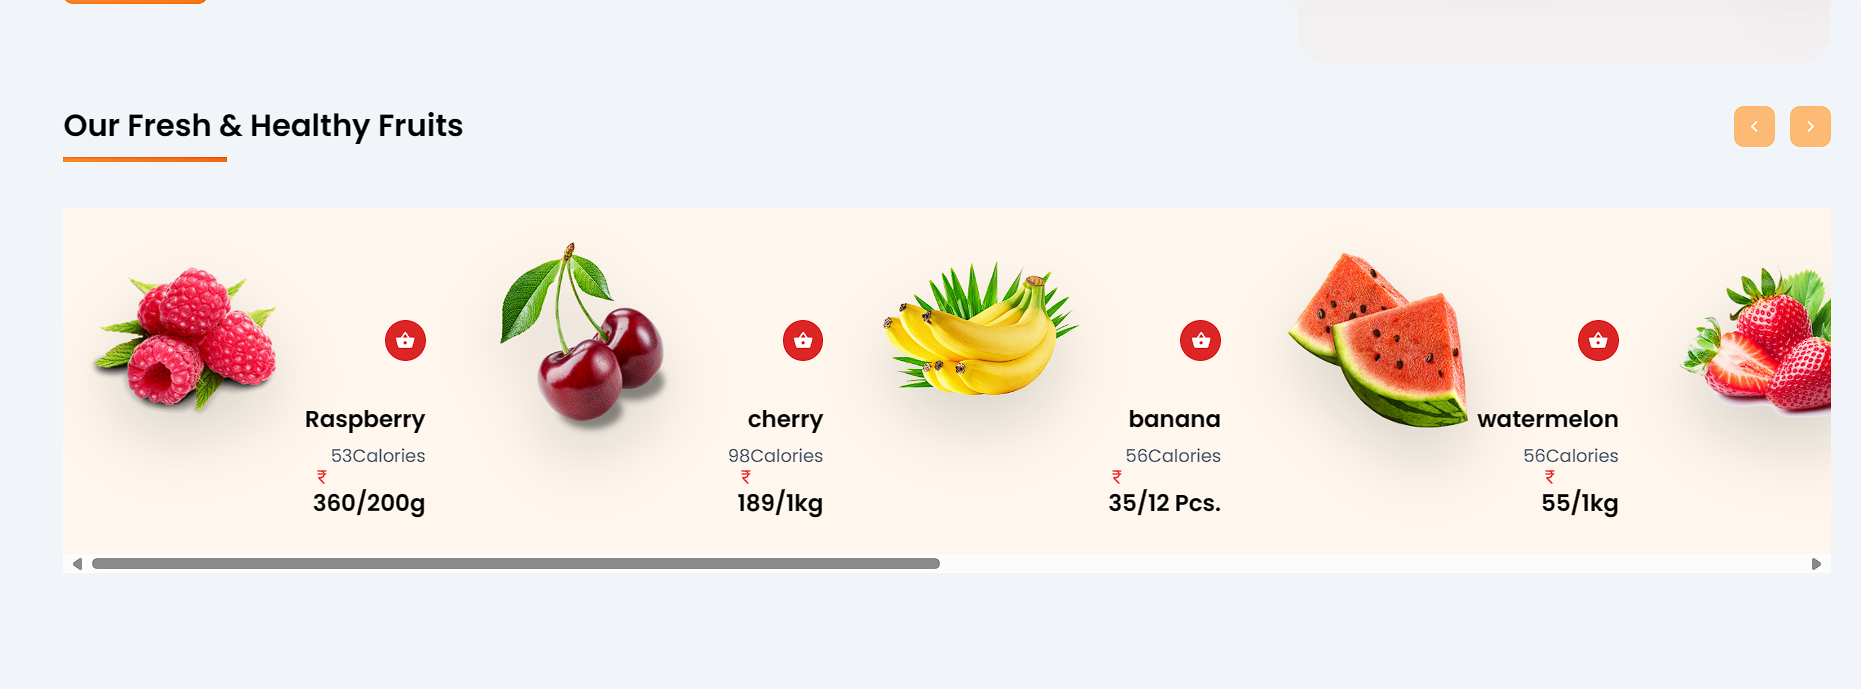 Our Fresh & Healthy Fruits
Raspberry
53Calories
₹
360/200g
cherry
98Calories
₹
189/1kg
banana
56Calories
₹
35/12 Pcs.
watermelon
56Calories
₹
55/1kg